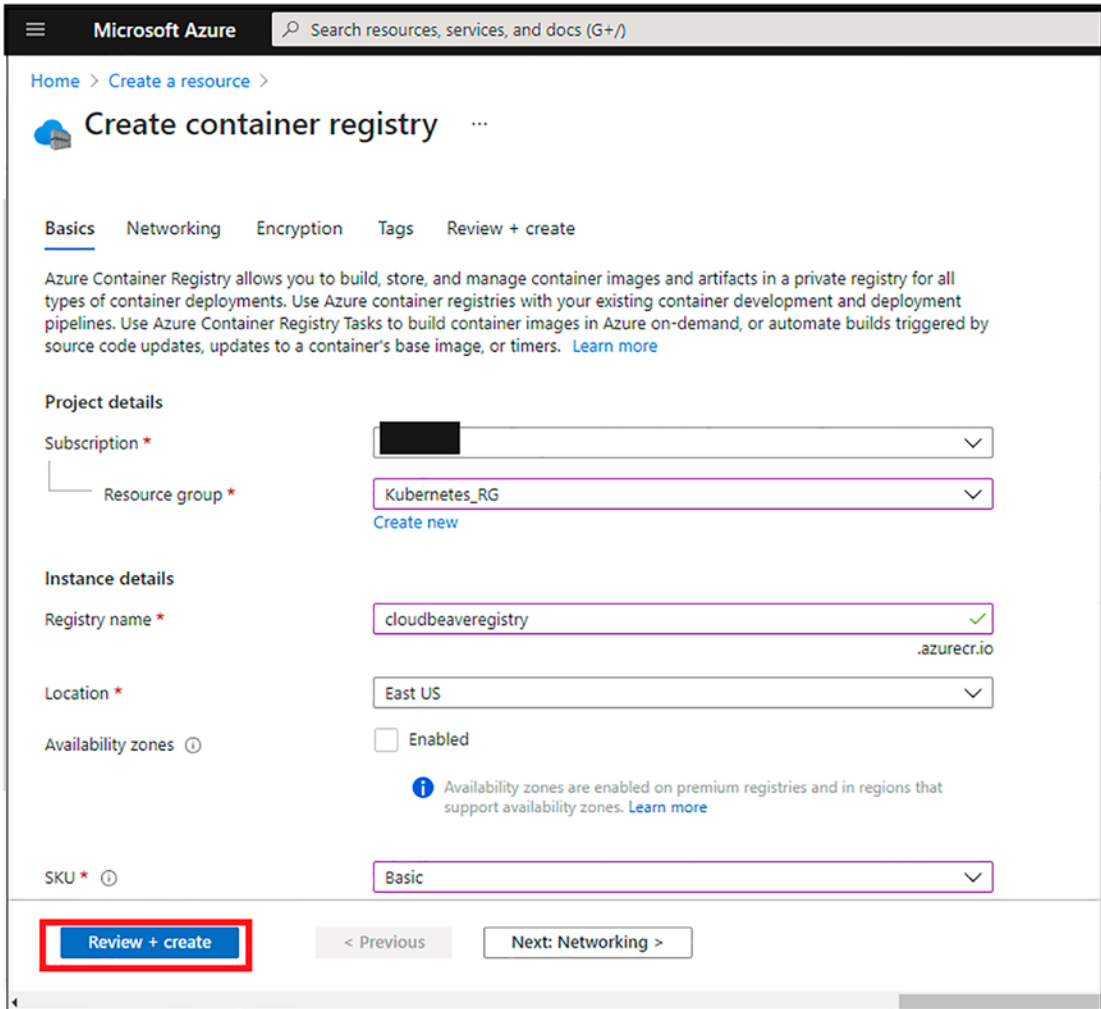 Microsoft Azure
Search resources, services, and docs (G+/)
Home > Create a resource >
Create container registry ...
Basics Networking Encryption Tags Review + create
Azure Container Registry allows you to build, store, and manage container images and artifacts in a private registry for all
types of container deployments. Use Azure container registries with your existing container development and deployment
pipelines. Use Azure Container Registry Tasks to build container images in Azure on-demand, or automate builds triggered by
source code updates, updates to a container's base image, or timers. Learn more
Project details
Subscription *
Resource group * Kubernetes_RG
Create new
Instance details
Registry name * cloudbeaveregistry
.azurecr.io
Location * East US
Availability zones Enabled
Availability zones are enabled on premium registries and in regions that
support availability zones. Learn more
SKU * Basic
Review + create < Previous Next: Networking >